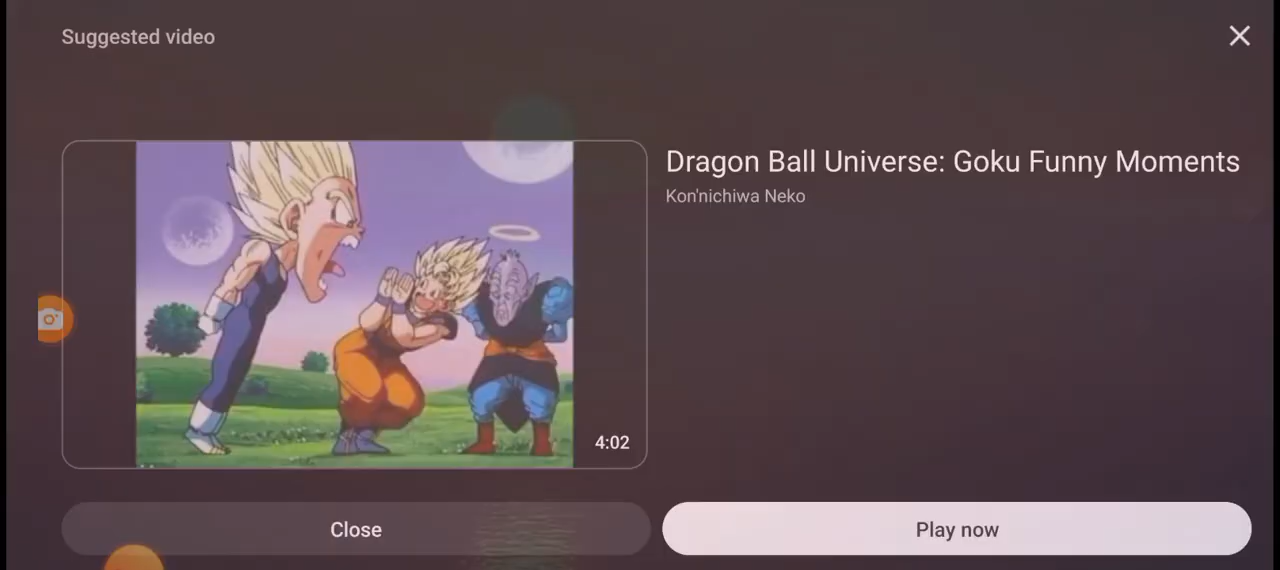 Suggested video
Dragon Ball Universe: Goku Funny Moments
Kon'nichiwa Neko
4:02
Close
Play now